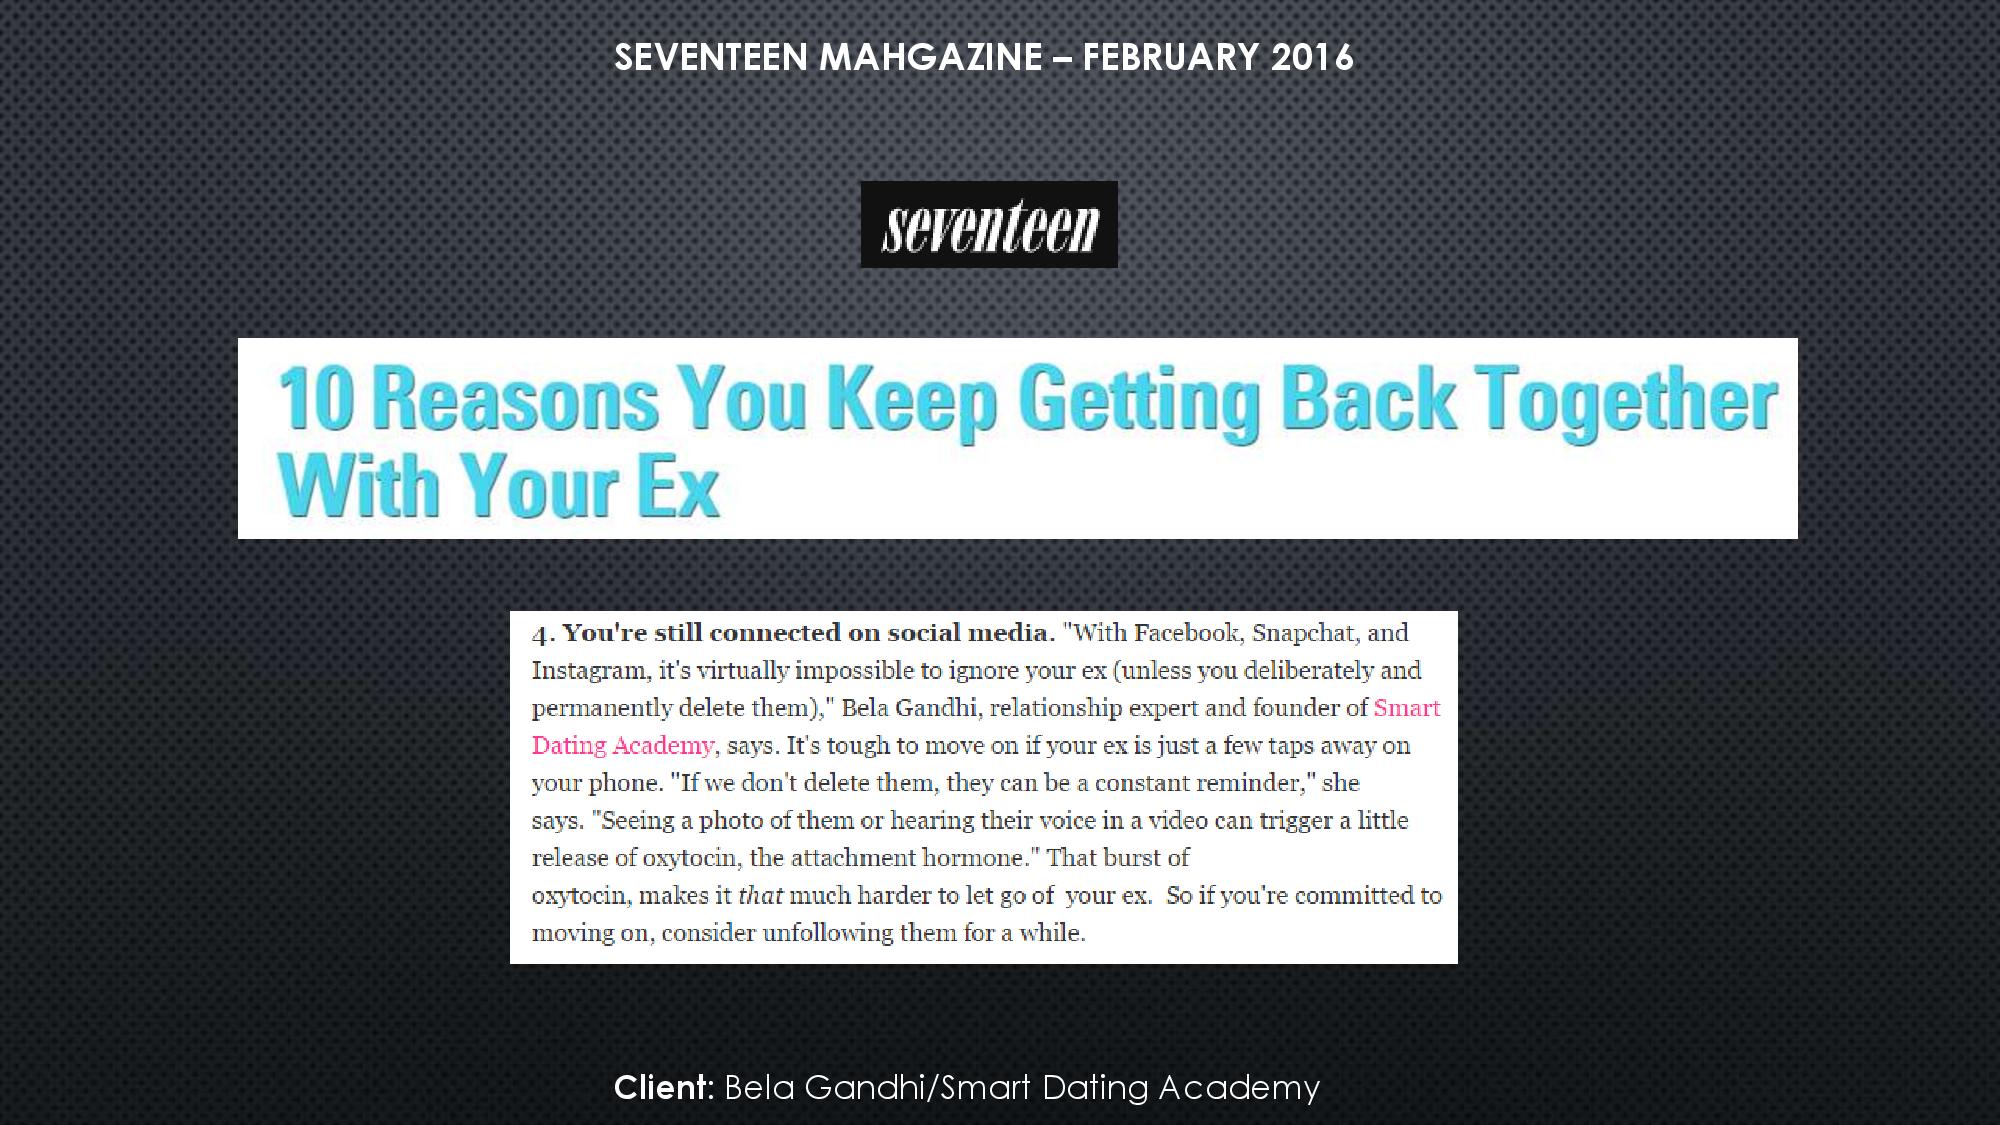 SEVENTEEN MAHGAZINE – FEBRUARY 2016
seventeen
10 Reasons You Keep Getting Back Together
With Your Ex
4. You're still connected on social media. "With Facebook, Snapchat, and
Instagram, it's virtually impossible to ignore your ex (unless you deliberately and
permanently delete them)," Bela Gandhi, relationship expert and founder of Smart
Dating Academy, says. It's tough to move on if your ex is just a few taps away on
your phone. "If we don't delete them, they can be a constant reminder," she
says. "Seeing a photo of them or hearing their voice in a video can trigger a little
release of oxytocin, the attachment hormone." That burst of
oxytocin, makes it that much harder to let go of  your ex.  So if you're committed to
moving on, consider unfollowing them for a while.
Client: Bela Gandhi/Smart Dating Academy